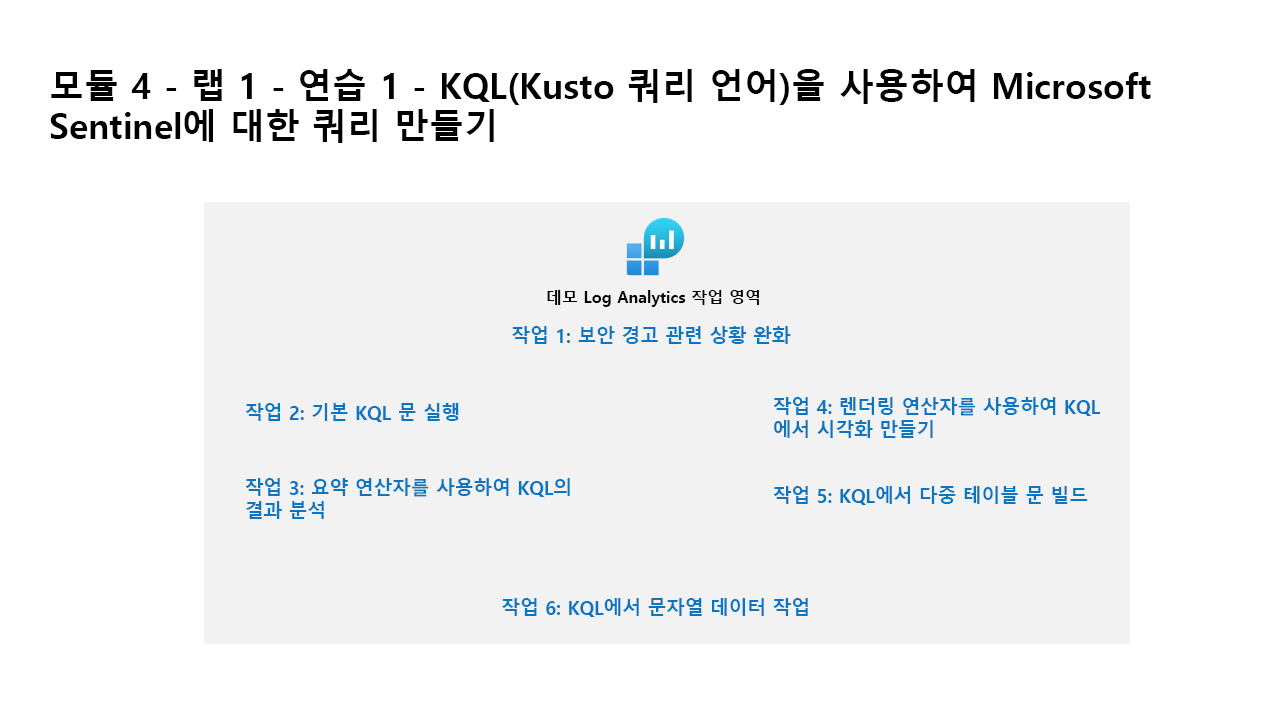 모듈 4 - 랩 1 - 연습 1 - KQL(Kusto 쿼리 언어)을 사용하여 Microsoft
Sentinel에 대한 쿼리 만들기
데모 Log Analytics 작업 영역
작업 1: 보안 경고 관련 상황 완화
작업 2: 기본 KQL 문 실행
작업 3: 요약 연산자를 사용하여 KQL의
결과 분석
작업 4: 렌더링 연산자를 사용하여 KQL
에서 시각화 만들기
작업 5: KQL에서 다중 테이블 문 빌드
작업 6: KQL에서 문자열 데이터 작업